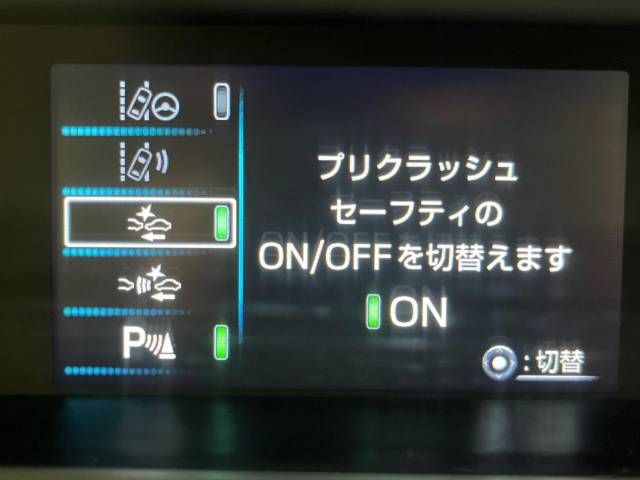 プリクラッシュ
セーフティの
ON/OFFを切替えます
ON
P
:切替